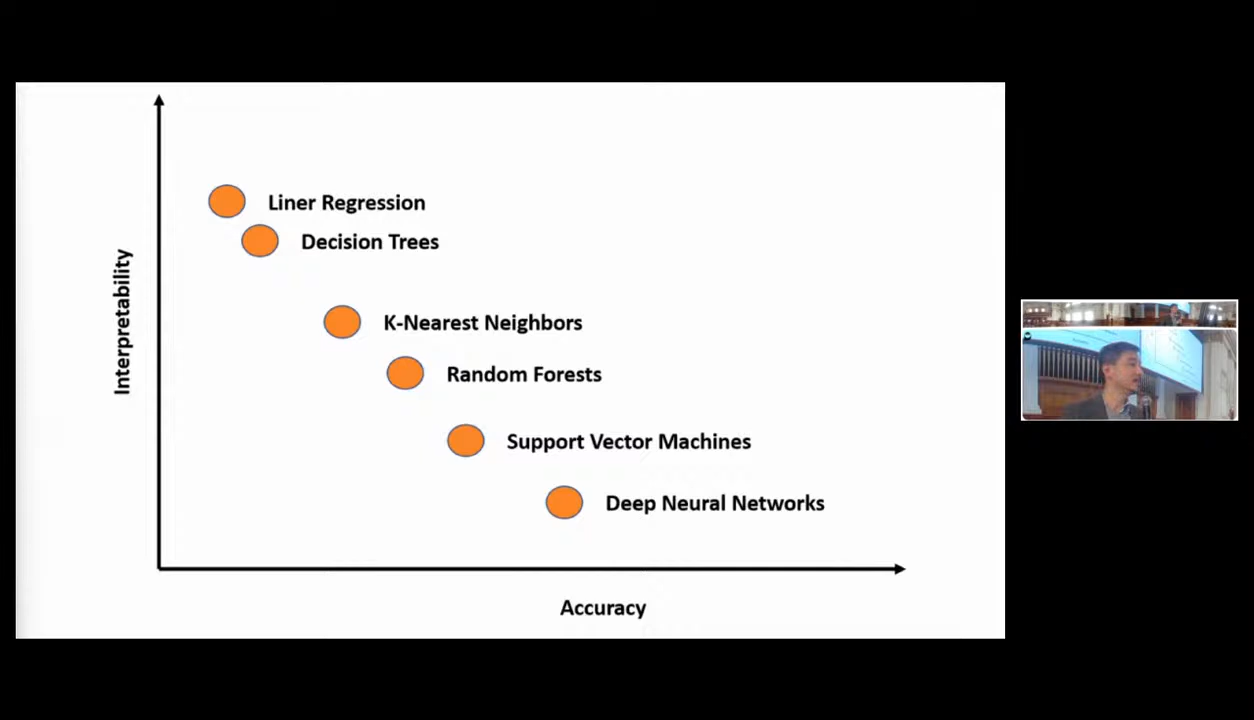 Liner Regression
Decision Trees
K-Nearest Neighbors
Random Forests
Support Vector Machines
Deep Neural Networks
Interpretability
Accuracy